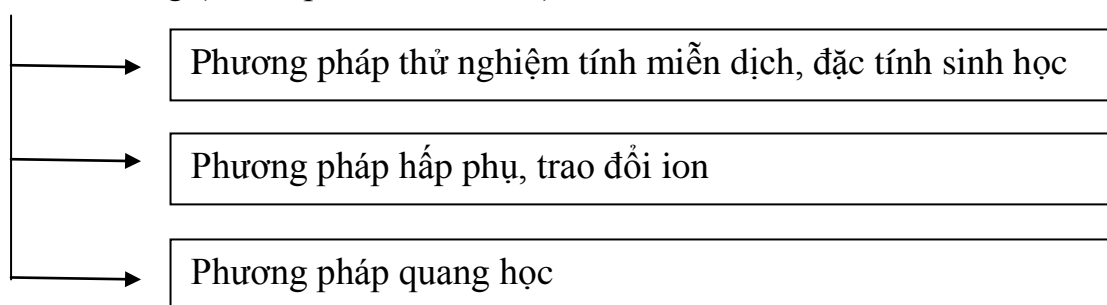 Phương pháp thử nghiệm tính miễn dịch, đặc tính sinh học
Phương pháp hấp phụ, trao đổi ion
Phương pháp quang học